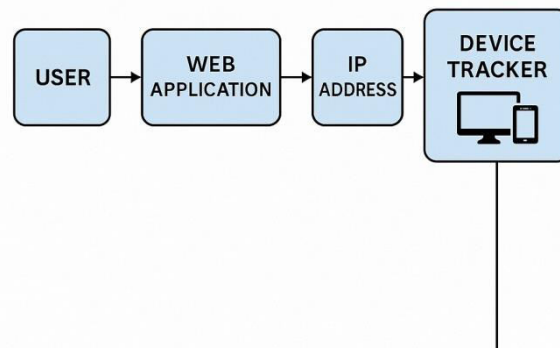 USER
WEB
APPLICATION
IP
ADDRESS
DEVICE
TRACKER